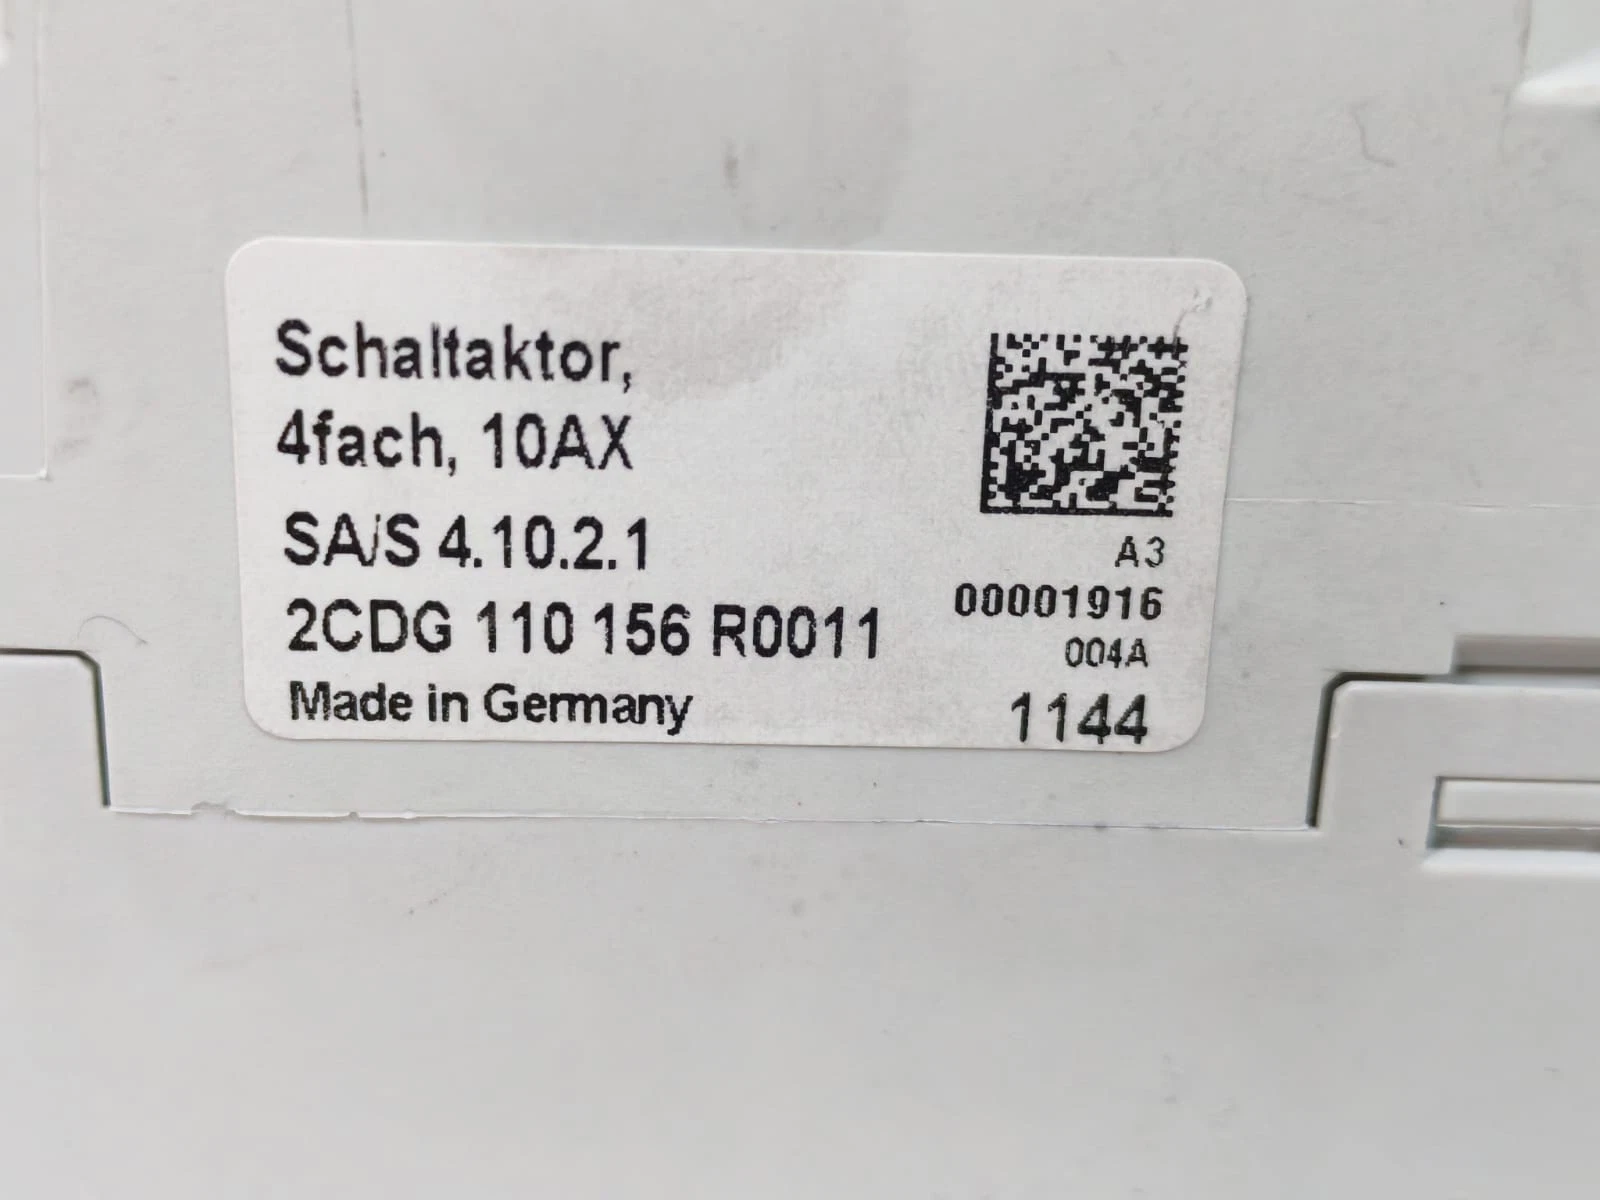 Schaltaktor,
4fach, 10AX
SA/S 4.10.2.1
2CDG 110 156 R0011
Made in Germany
A3
00001916
004A
1144